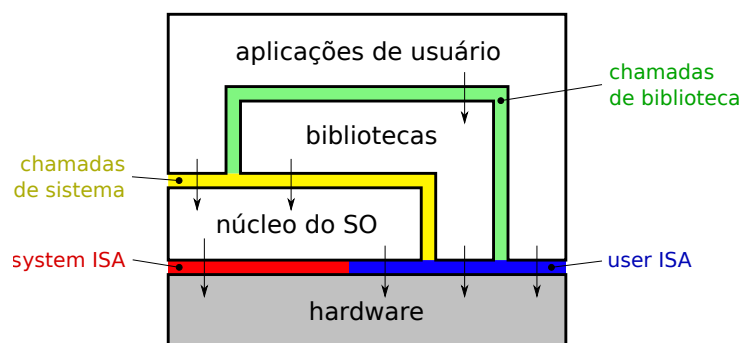 aplicações de usuário
chamadas
de biblioteca
bibliotecas
chamadas
de sistema
núcleo do SO
system ISA
user ISA
hardware